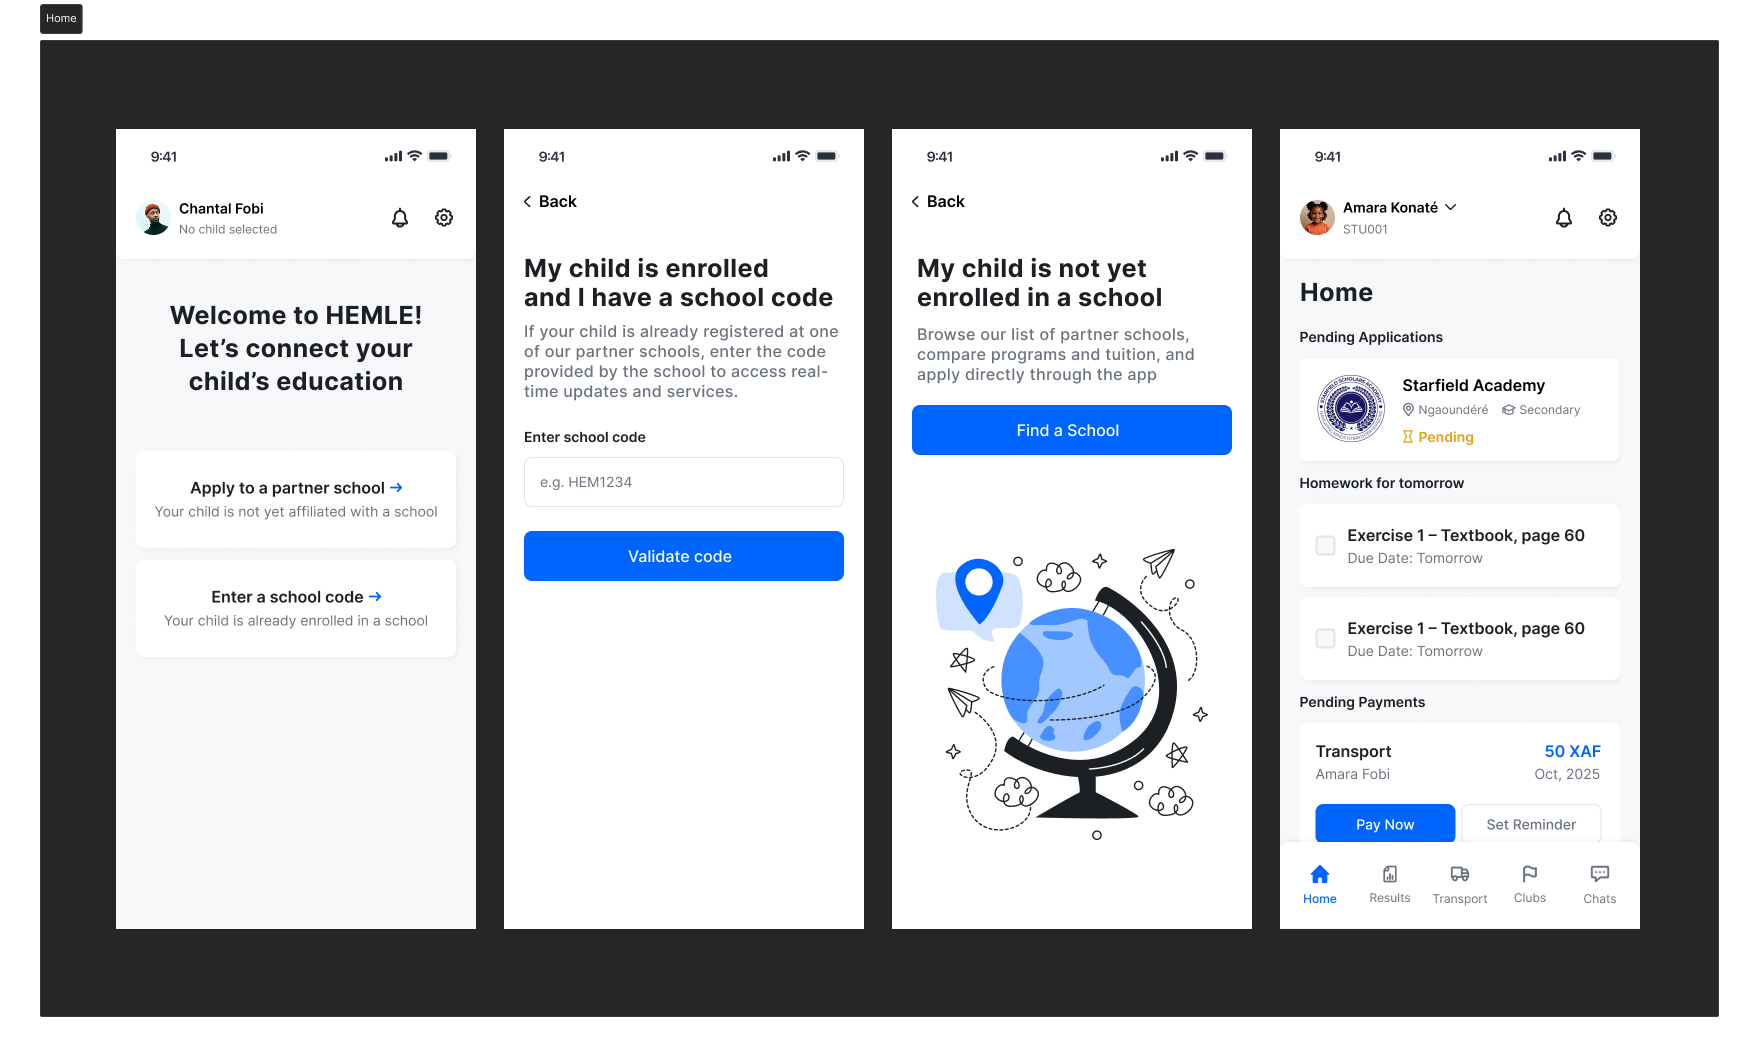 Home
9:41
Chantal Fobi
No child selected
Welcome to HEMLE!
Let's connect your
child's education
Apply to a partner school →
Your child is not yet affiliated with a school
Enter a school code →
Your child is already enrolled in a school
9:41
Back
My child is enrolled
and I have a school code
If your child is already registered at one
of our partner schools, enter the code
provided by the school to access real-
time updates and services.
Enter school code
e.g. HEM1234
Validate code
9:41
Back
My child is not yet
enrolled in a school
Browse our list of partner schools,
compare programs and tuition, and
apply directly through the app
Find a School
9:41
Amara Konaté
STU001
Home
Pending Applications
Starfield Academy
Ngaoundéré Secondary
Pending
Homework for tomorrow
Exercise 1 – Textbook, page 60
Due Date: Tomorrow
Exercise 1 – Textbook, page 60
Due Date: Tomorrow
Pending Payments
Transport 50 XAF
Amara Fobi Oct, 2025
Pay Now Set Reminder
Home Results Transport Clubs Chats